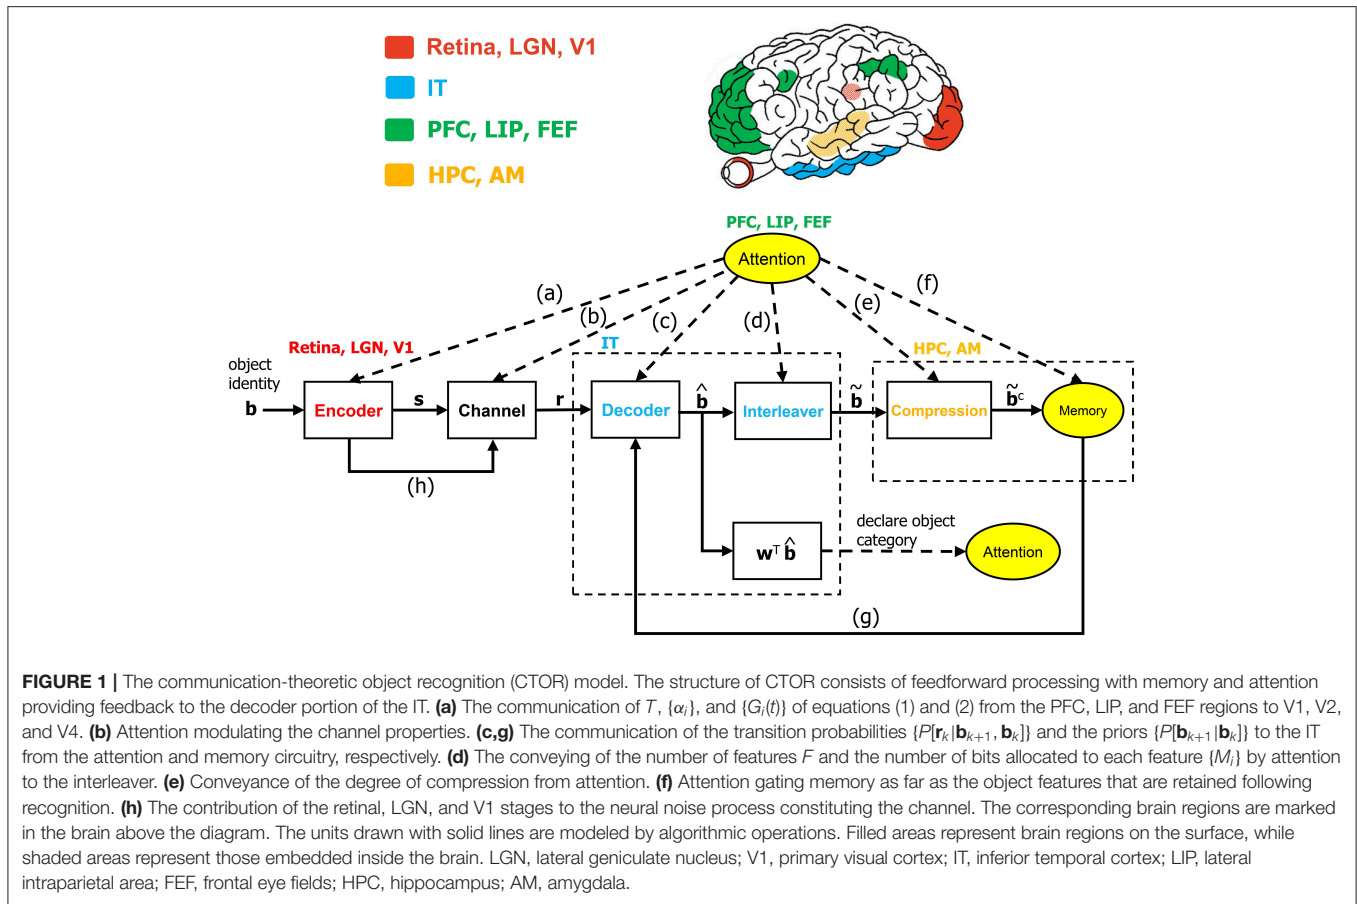 Retina, LGN, V1
IT
PFC, LIP, FEF
HPC, AM
PFC, LIP, FEF
Attention
(a)
(b)
(c)
(d)
(e)
(f)
Retina, LGN, V1
IT
HPC, AM
object
identity
b
Encoder
s
Channel
r
Decoder
b̂
Interleaver
b̃
Compression
b̃ᶜ
Memory
(h)
wᵀ b̂
declare object
category
Attention
(g)
FIGURE 1 | The communication-theoretic object recognition (CTOR) model. The structure of CTOR consists of feedforward processing with memory and attention
providing feedback to the decoder portion of the IT. (a) The communication of T, {αᵢ}, and {Gᵢ(t)} of equations (1) and (2) from the PFC, LIP, and FEF regions to V1, V2,
and V4. (b) Attention modulating the channel properties. (c,g) The communication of the transition probabilities {P[rₖ|bₖ₊₁, bₖ]} and the priors {P[bₖ₊₁|bₖ]} to the IT
from the attention and memory circuitry, respectively. (d) The conveying of the number of features F and the number of bits allocated to each feature {Mᵢ} by attention
to the interleaver. (e) Conveyance of the degree of compression from attention. (f) Attention gating memory as far as the object features that are retained following
recognition. (h) The contribution of the retinal, LGN, and V1 stages to the neural noise process constituting the channel. The corresponding brain regions are marked
in the brain above the diagram. The units drawn with solid lines are modeled by algorithmic operations. Filled areas represent brain regions on the surface, while
shaded areas represent those embedded inside the brain. LGN, lateral geniculate nucleus; V1, primary visual cortex; IT, inferior temporal cortex; LIP, lateral
intraparietal area; FEF, frontal eye fields; HPC, hippocampus; AM, amygdala.